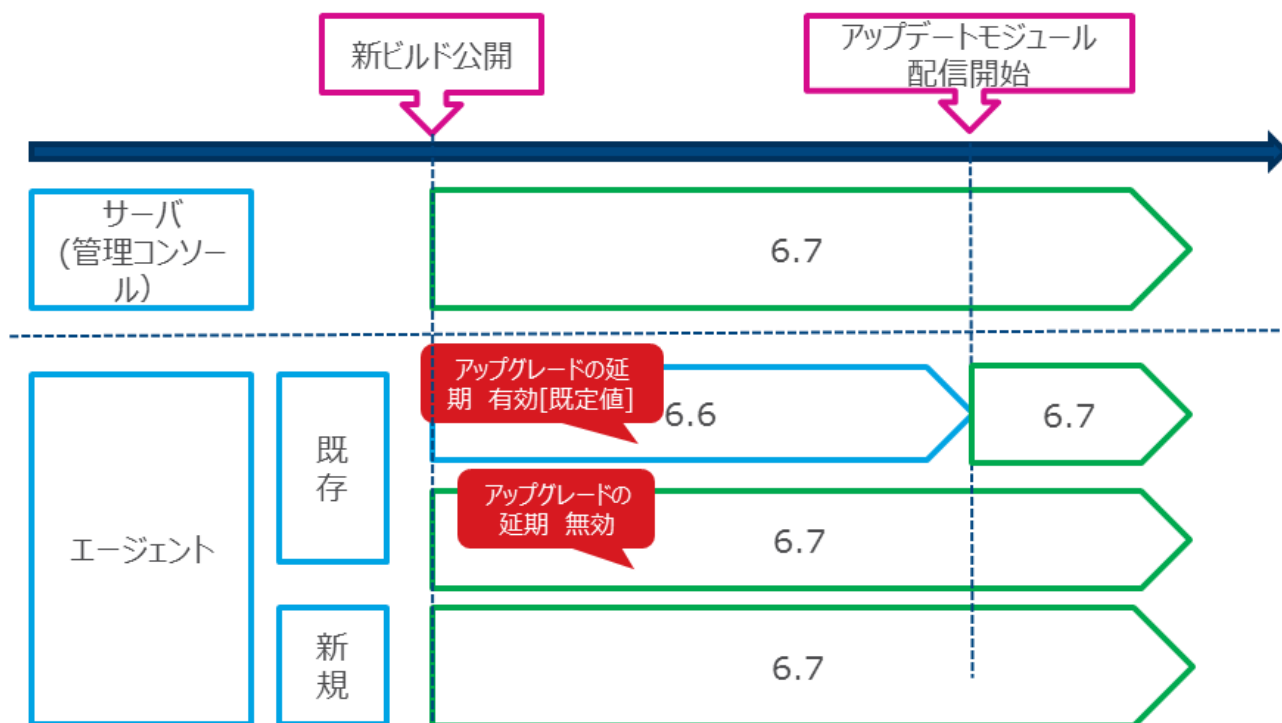 新ビルド公開
アップデートモジュール
配信開始
サーバ
(管理コンソー
ル）
6.7
アップグレードの延
期 有効[既定値]
6.6
6.7
既
存
アップグレードの
延期 無効
6.7
エージェント
新
規
6.7